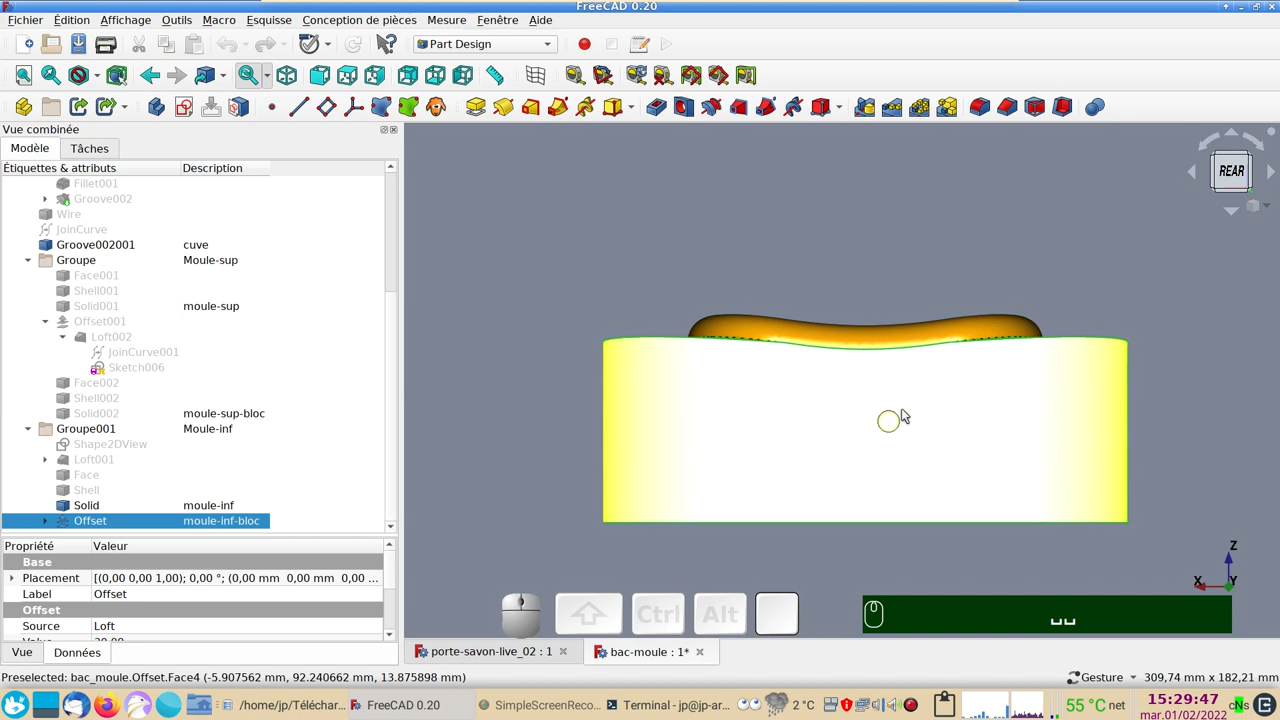 FreeCAD 0.20
Fichier Édition Affichage Outils Macro Esquisse Conception de pièces Mesure Fenêtre Aide
Part Design
Vue combinée
Modèle Tâches
Étiquettes & attributs Description
Fillet001
Groove002
Wire
JoinCurve
Groove002001 cuve
Groupe Moule-sup
Face001
Shell001
Solid001 moule-sup
Offset001
Loft002
JoinCurve001
Sketch006
Face002
Shell002
Solid002 moule-sup-bloc
Groupe001 Moule-inf
Shape2DView
Loft001
Face
Shell
Solid moule-inf
Offset moule-inf-bloc
Propriété Valeur
Base
Placement [(0,00 0,00 1,00); 0,00 °; (0,00 mm 0,00 mm 0,00 ...
Label Offset
Offset
Source Loft
Vue Données
REAR
Z
X Y
Ctrl Alt
porte-savon-live_02 : 1 bac-moule : 1*
Preselected: bac_moule.Offset.Face4 (-5.907562 mm, 92.240662 mm, 13.875898 mm) Gesture 309,74 mm x 182,21 mm
/home/jp/Téléchar... FreeCAD 0.20 SimpleScreenReco... Terminal - jp@jp-ar... 2 °C 55 °C net 15:29:47
mar.01/02/2022